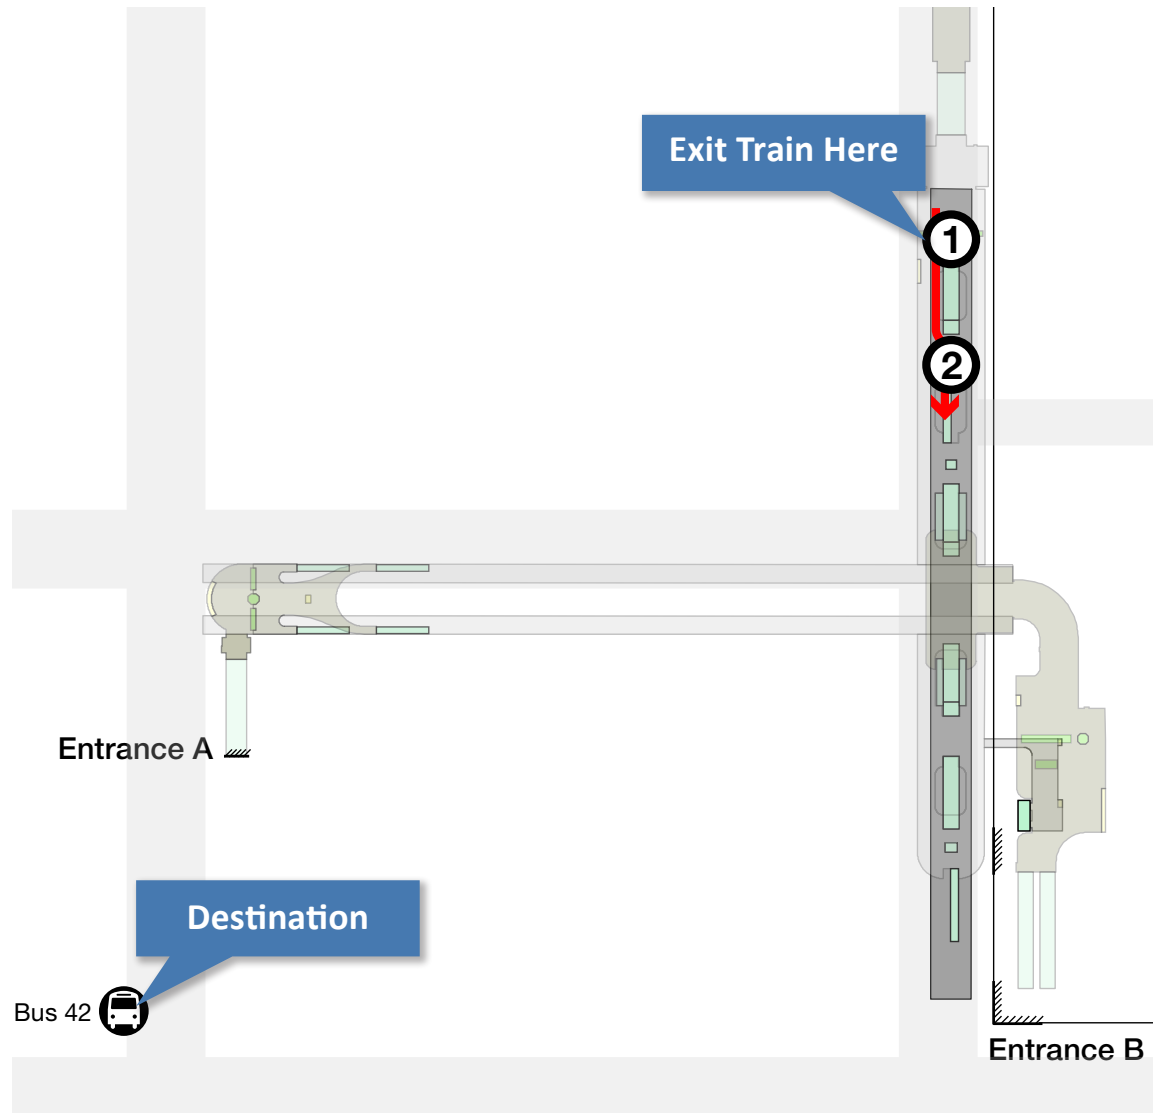 Exit Train Here
1
2
Entrance A
Destination
Bus 42
Entrance B